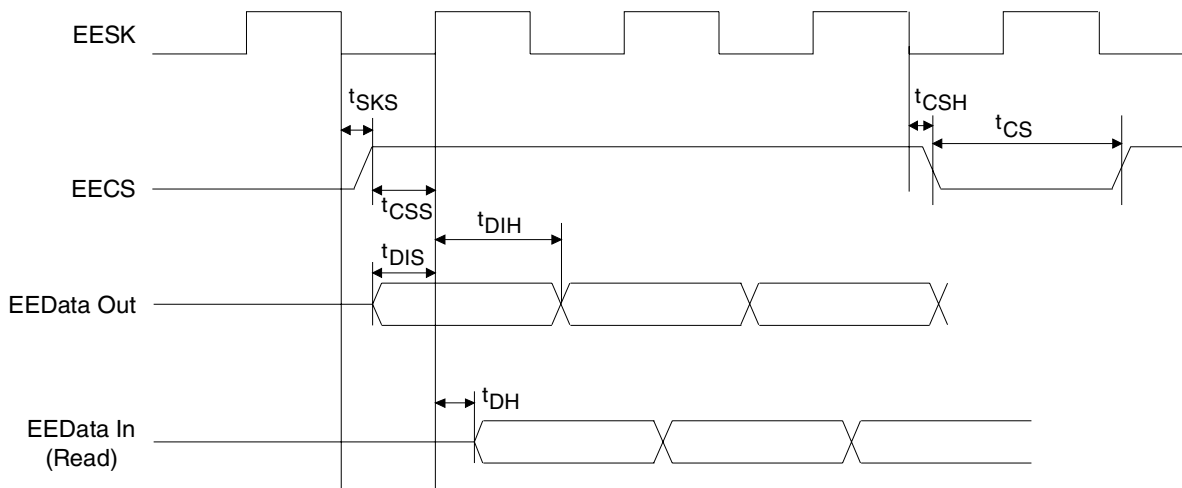 EESK
tSKS
tCSH
tCS
EECS
tCSS
tDIH
tDIS
EEData Out
tDH
EEData In
(Read)